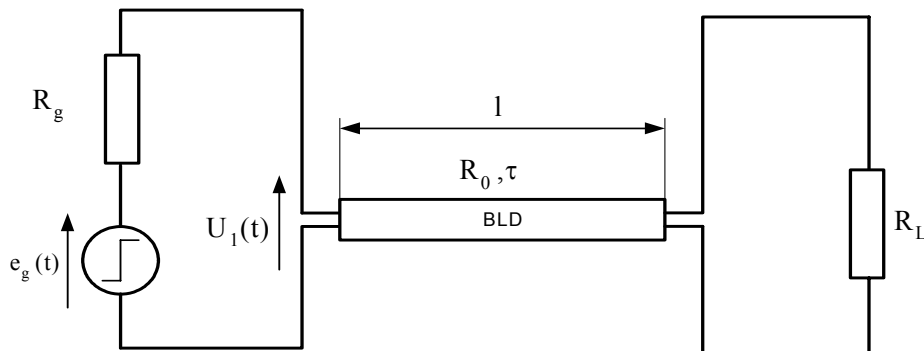 R_g
l
R_0 , τ
U_1(t)
BLD
e_g (t)
R_L